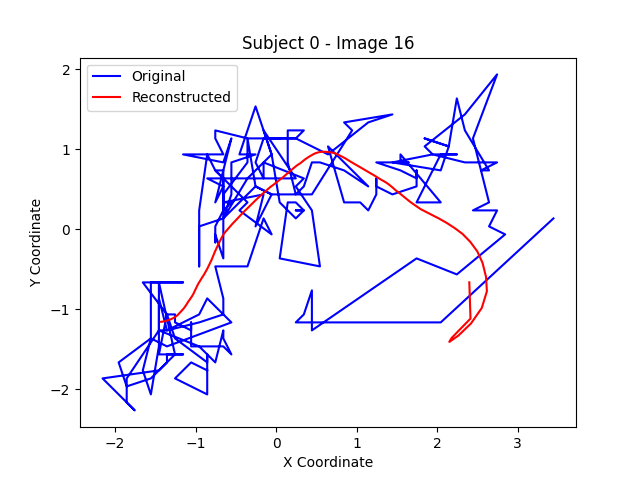 Subject 0 - Image 16
Original
Reconstructed
Y Coordinate
2
1
0
−1
−2
−2
−1
0
1
2
3
X Coordinate